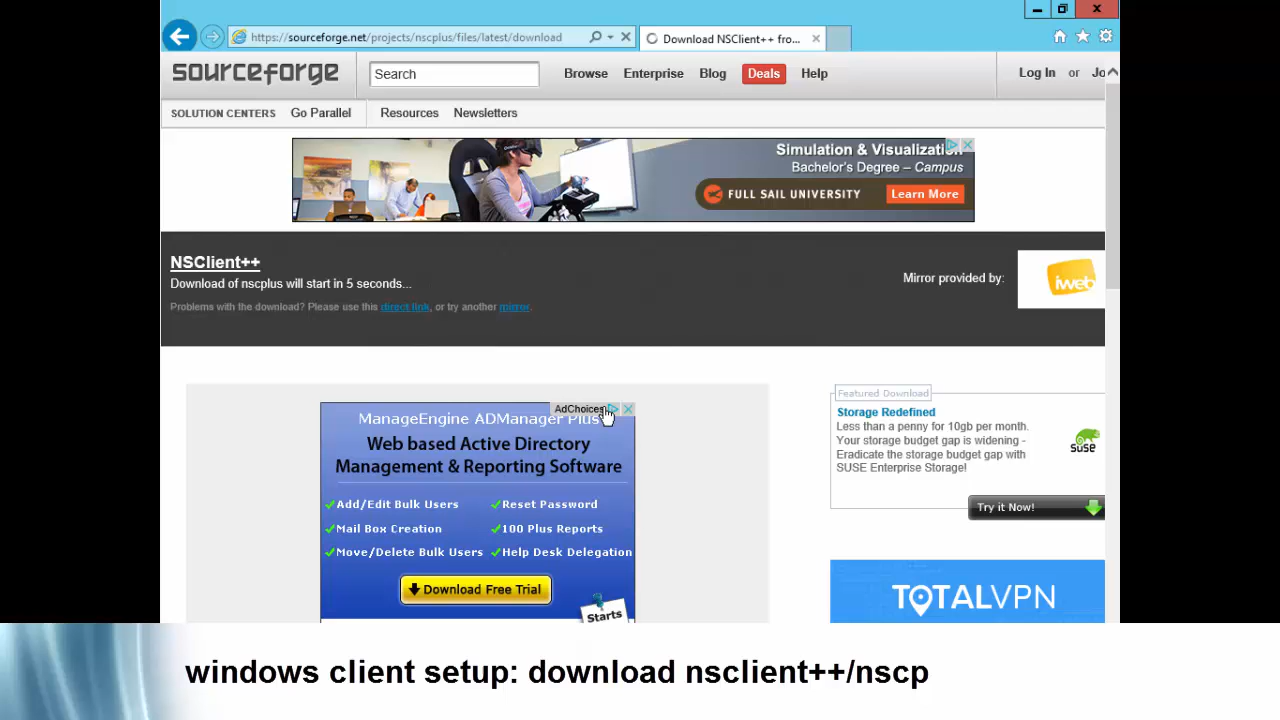 https://sourceforge.net/projects/nscplus/files/latest/download
Download NSClient++ fro...
sourceforge
Search
Browse
Enterprise
Blog
Deals
Help
Log In or Jo
SOLUTION CENTERS
Go Parallel
Resources
Newsletters
Simulation & Visualization
Bachelor's Degree – Campus
FULL SAIL UNIVERSITY
Learn More
NSClient++
Download of nscplus will start in 5 seconds...
Problems with the download? Please use this direct link, or try another mirror.
Mirror provided by:
iweb
AdChoices
ManageEngine ADManager Plus
Web based Active Directory
Management & Reporting Software
Add/Edit Bulk Users
Reset Password
Mail Box Creation
100 Plus Reports
Move/Delete Bulk Users
Help Desk Delegation
Download Free Trial
Starts
Featured Download
Storage Redefined
Less than a penny for 10gb per month.
Your storage budget gap is widening -
Eradicate the storage budget gap with
SUSE Enterprise Storage!
SUSE
Try it Now!
TOTALVPN
windows client setup: download nsclient++/nscp